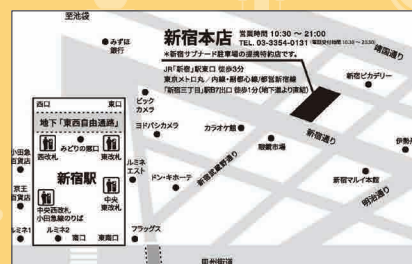 至池袋
みずほ
銀行
新宿本店
営業時間 10:30 ～ 21:00
TEL. 03-3354-0131
＊新宿サブナード駐車場の提携特約店です。
JR「新宿」駅東口 徒歩3分
東京メトロ丸ノ内線・副都心線/都営新宿線
「新宿三丁目」駅B7出口 徒歩1分(地下道より直結)
靖国通り
新宿ピカデリー
西口
東口
地下「東西自由通路」
ビック
カメラ
ヨドバシカメラ
カラオケ館
新宿通り
伊勢
西改札
みどりの窓口
東改札
眼鏡市場
小田急
百貨店
ルミネ
エスト
新宿駅
ドン・キホーテ
新宿武蔵野通り
新宿マルイ本館
明治通り
京王
百貨店
中央西改札
小田急線のりば
中央
東改札
ルミネ1
ルミネ2
南口
東南口
フラッグス
甲州街道